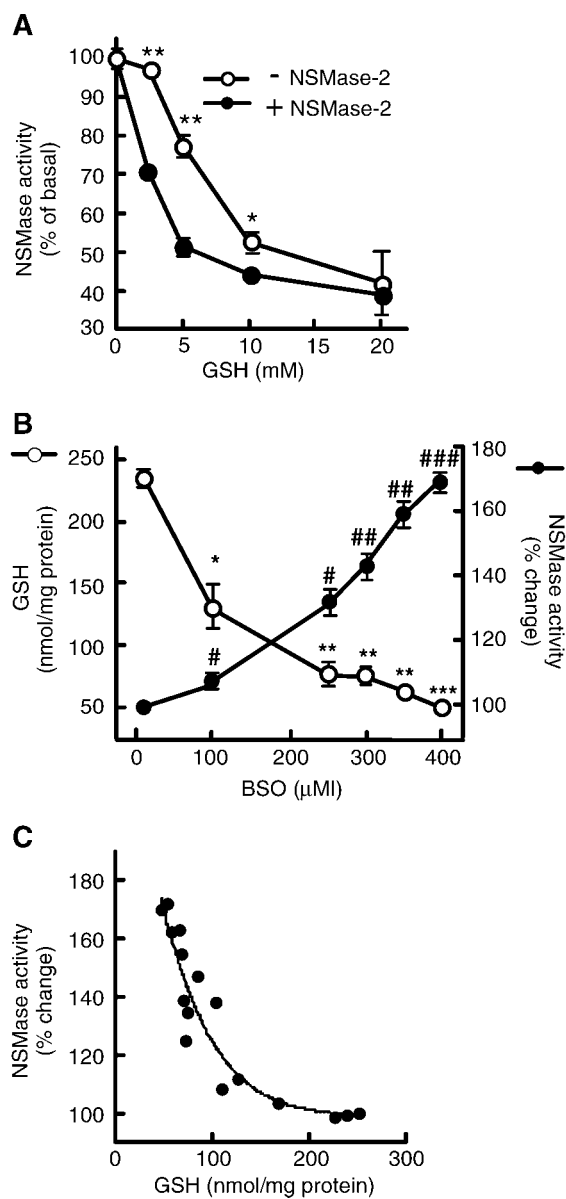 A
NSMase activity
(% of basal)
100
90
80
70
60
50
40
30
**
**
*
- NSMase-2
+ NSMase-2
0 5 10 15 20
GSH (mM)
B
GSH
(nmol/mg protein)
250
200
150
100
50
*
**
**
**
***
#
#
##
##
###
180
160
140
120
100
NSMase activity
(% change)
0 100 200 300 400
BSO (μMl)
C
NSMase activity
(% change)
180
160
140
120
100
0 100 200 300
GSH (nmol/mg protein)